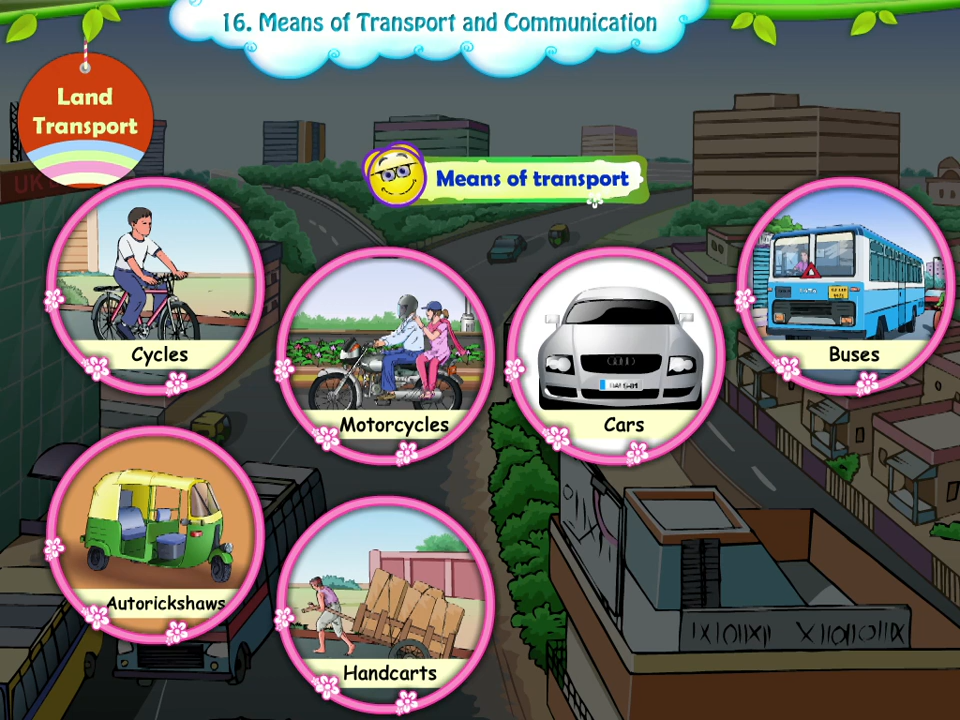 16. Means of Transport and Communication
Land
Transport
Means of transport
Cycles
Motorcycles
Cars
Buses
Autorickshaws
Handcarts